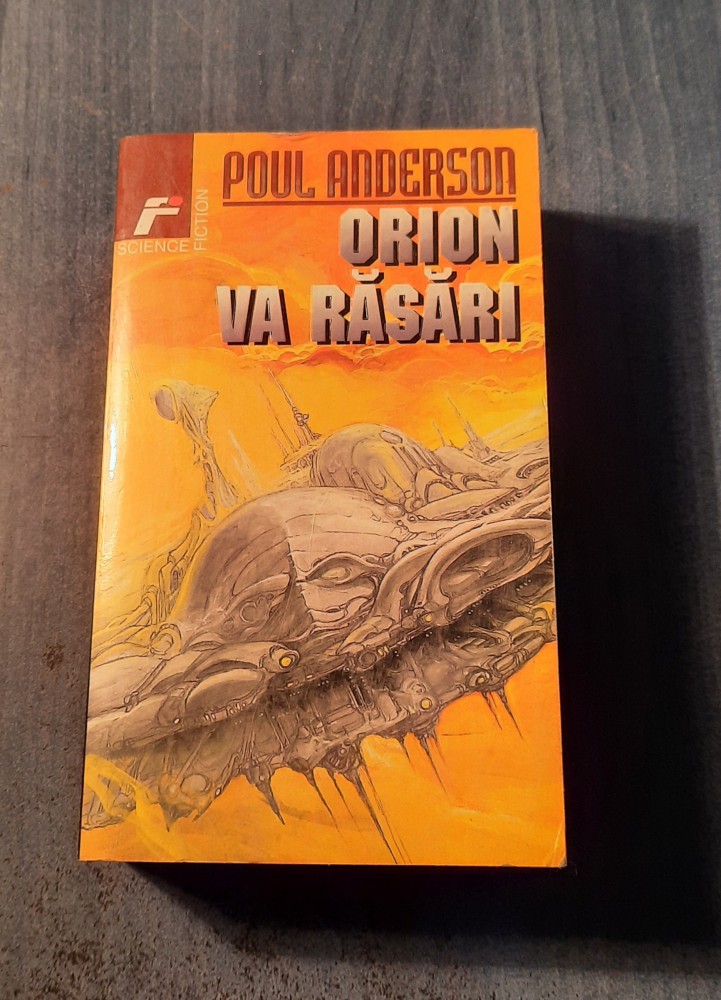 POUL ANDERSON
ORION
VA RĂSĂRI
F
SCIENCE
FICTION